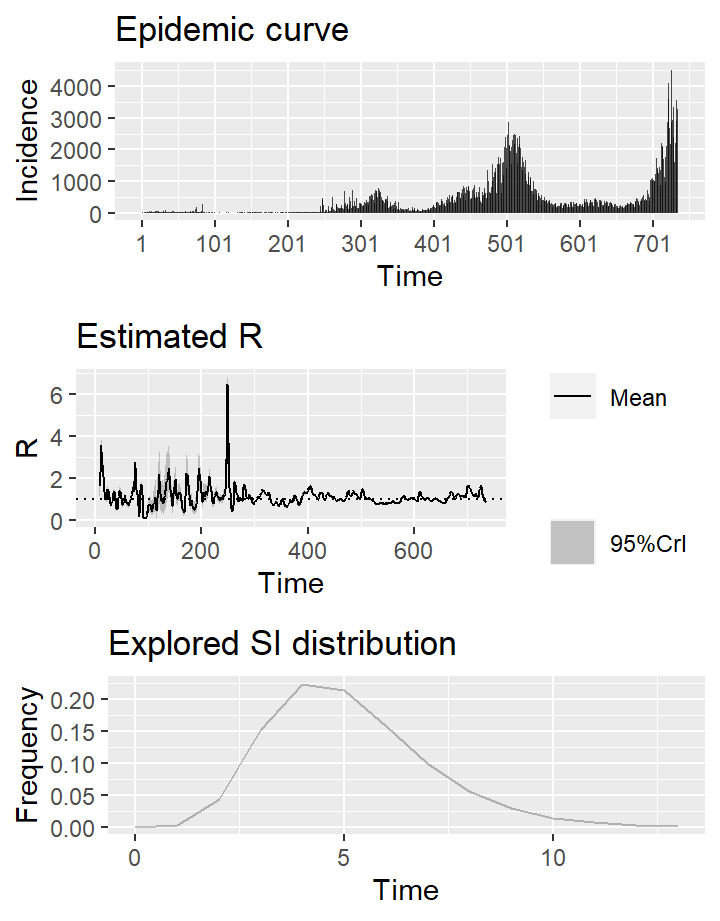 Epidemic curve
Incidence
4000
3000
2000
1000
0
1 101 201 301 401 501 601 701
Time
Estimated R
R
6
4
2
0
0 200 400 600
Time
Mean
95%CrI
Explored SI distribution
Frequency
0.20
0.15
0.10
0.05
0.00
0 5 10
Time